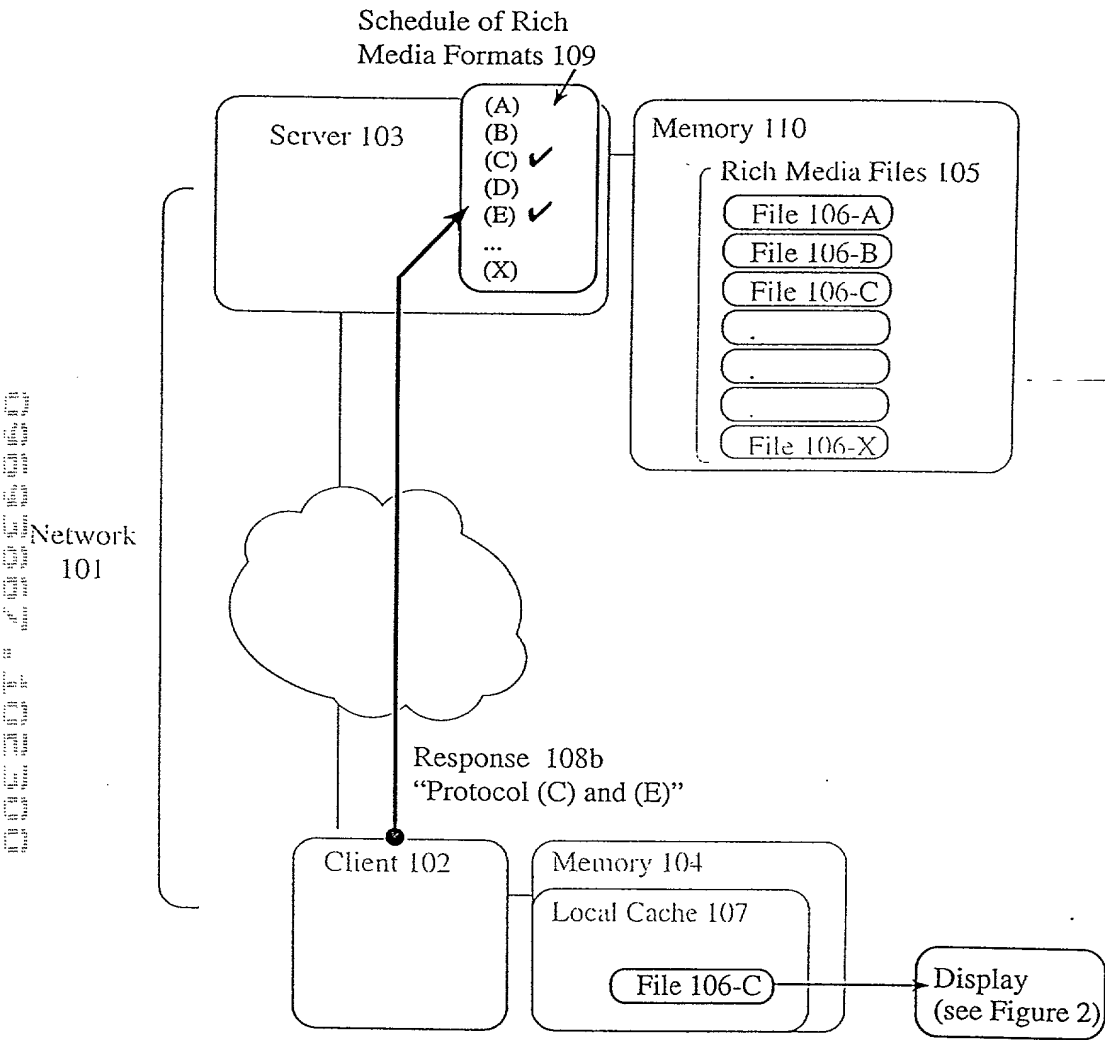 Schedule of Rich
Media Formats 109
Server 103
(A)
(B)
(C) ✔
(D)
(E) ✔
...
(X)
Memory 110
Rich Media Files 105
File 106-A
File 106-B
File 106-C
.
.
.
File 106-X
Network
101
Response 108b
“Protocol (C) and (E)”
Client 102
Memory 104
Local Cache 107
File 106-C
Display
(see Figure 2)